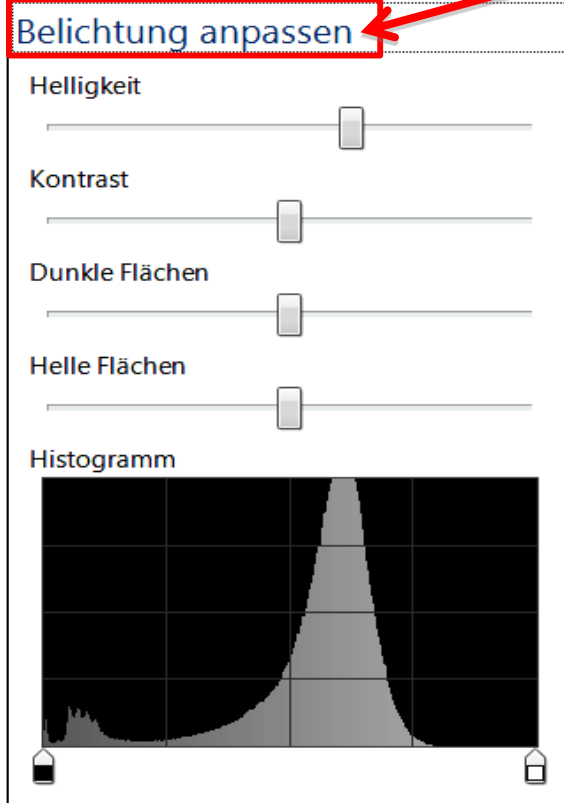 Belichtung anpassen
Helligkeit
Kontrast
Dunkle Flächen
Helle Flächen
Histogramm